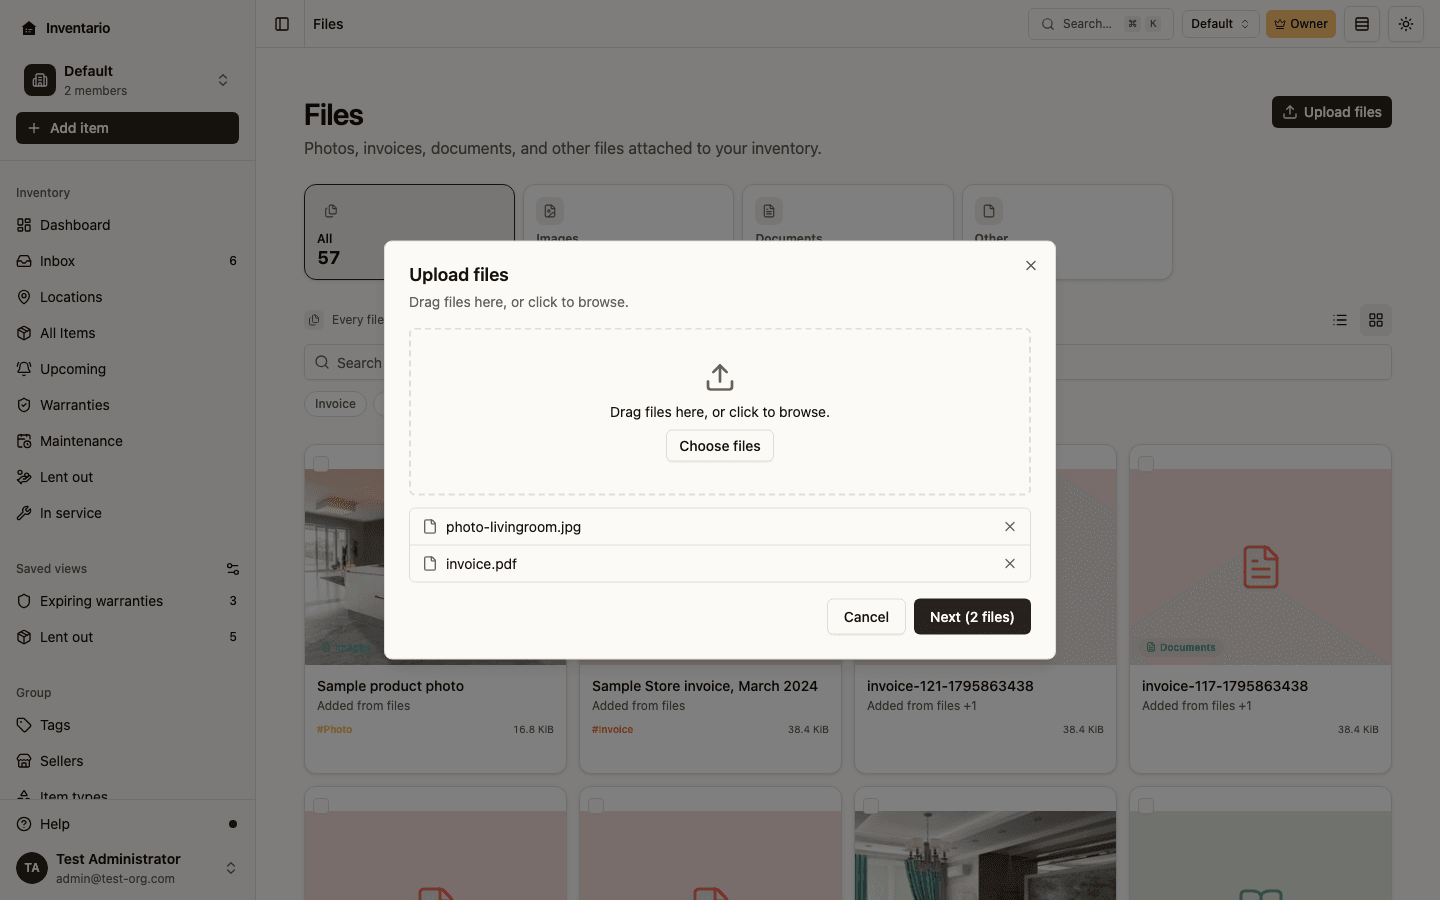 Inventario
Default
2 members
Add item
Inventory
Dashboard
Inbox 6
Locations
All Items
Upcoming
Warranties
Maintenance
Lent out
In service
Saved views
Expiring warranties 3
Lent out 5
Group
Tags
Sellers
Item types
Help
TA
Test Administrator
admin@test-org.com
Files
Search... ⌘ K
Default
Owner
Files
Photos, invoices, documents, and other files attached to your inventory.
Upload files
All
57
Images
Documents
Other
Every file
Search
Invoice
Upload files
Drag files here, or click to browse.
Drag files here, or click to browse.
Choose files
photo-livingroom.jpg
invoice.pdf
Cancel
Next (2 files)
Images
Documents
Sample product photo
Added from files
#Photo 16.8 KiB
Sample Store invoice, March 2024
Added from files
#Invoice 38.4 KiB
invoice-121-1795863438
Added from files +1
38.4 KiB
invoice-117-1795863438
Added from files +1
38.4 KiB